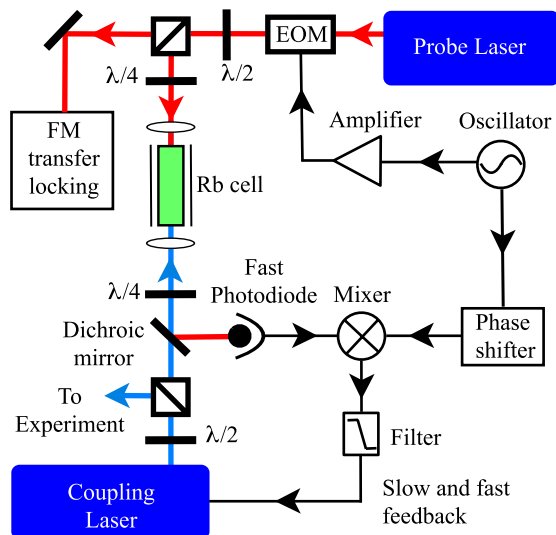 EOM
Probe Laser
λ/2
λ/4
FM
transfer
locking
Amplifier
Oscillator
Rb cell
λ/4
Fast
Photodiode
Mixer
Dichroic
mirror
Phase
shifter
To
Experiment
λ/2
Filter
Coupling
Laser
Slow and fast
feedback